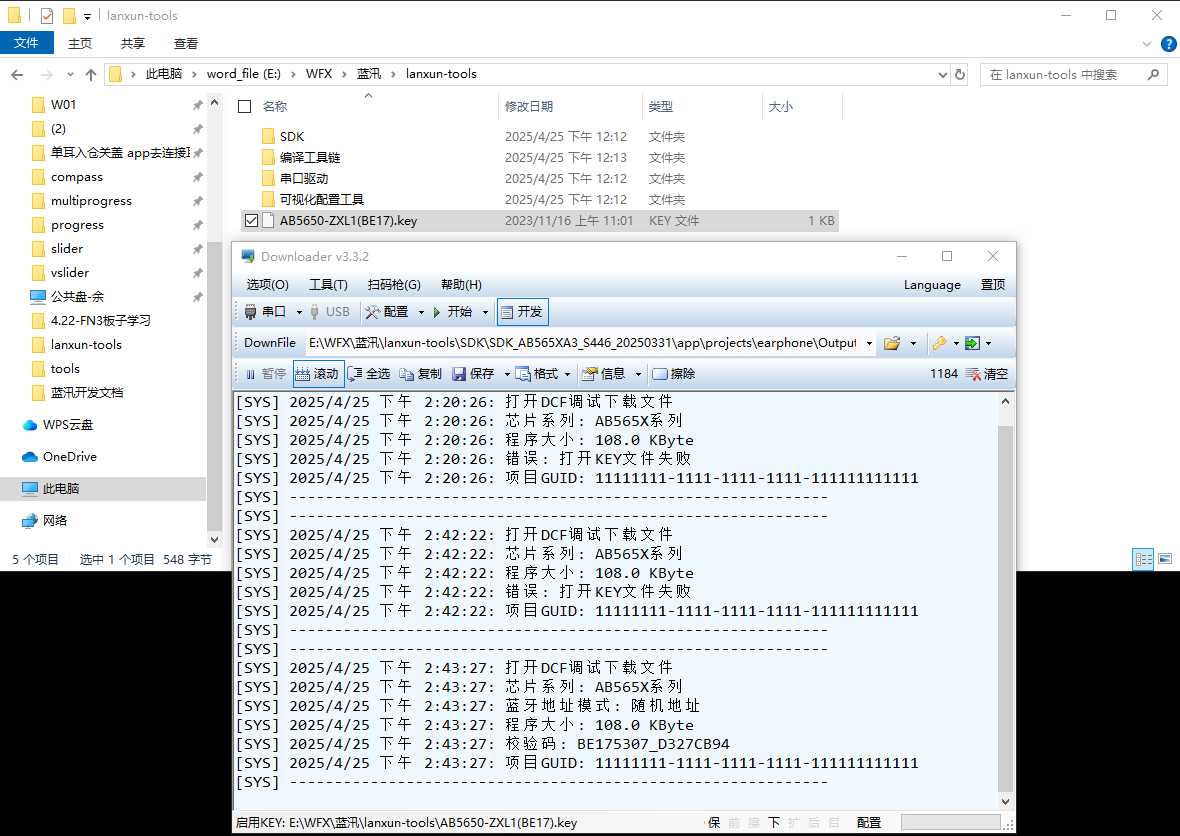 lanxun-tools
文件 主页 共享 查看
此电脑 word_file (E:) WFX 蓝汛 lanxun-tools
在 lanxun-tools 中搜索
W01
(2)
单耳入仓关盖 app去连接
compass
multiprogress
progress
slider
vslider
公共盘-余
4.22-FN3板子学习
lanxun-tools
tools
蓝汛开发文档
WPS云盘
OneDrive
此电脑
网络
名称 修改日期 类型 大小
SDK 2025/4/25 下午 12:12 文件夹
编译工具链 2025/4/25 下午 12:13 文件夹
串口驱动 2025/4/25 下午 12:12 文件夹
可视化配置工具 2025/4/25 下午 12:12 文件夹
AB5650-ZXL1(BE17).key 2023/11/16 上午 11:01 KEY 文件 1 KB
5 个项目 选中 1 个项目 548 字节
Downloader v3.3.2
选项(O) 工具(T) 扫码枪(G) 帮助(H) Language 置顶
串口 USB 配置 开始 开发
DownFile E:\WFX\蓝汛\lanxun-tools\SDK\SDK_AB565XA3_S446_20250331\app\projects\earphone\Output
暂停 滚动 全选 复制 保存 格式 信息 擦除 1184 清空
[SYS] 2025/4/25 下午 2:20:26: 打开DCF调试下载文件
[SYS] 2025/4/25 下午 2:20:26: 芯片系列: AB565X系列
[SYS] 2025/4/25 下午 2:20:26: 程序大小: 108.0 KByte
[SYS] 2025/4/25 下午 2:20:26: 错误: 打开KEY文件失败
[SYS] 2025/4/25 下午 2:20:26: 项目GUID: 11111111-1111-1111-1111-111111111111
[SYS] ------------------------------------------------------------
[SYS] ------------------------------------------------------------
[SYS] 2025/4/25 下午 2:42:22: 打开DCF调试下载文件
[SYS] 2025/4/25 下午 2:42:22: 芯片系列: AB565X系列
[SYS] 2025/4/25 下午 2:42:22: 程序大小: 108.0 KByte
[SYS] 2025/4/25 下午 2:42:22: 错误: 打开KEY文件失败
[SYS] 2025/4/25 下午 2:42:22: 项目GUID: 11111111-1111-1111-1111-111111111111
[SYS] ------------------------------------------------------------
[SYS] ------------------------------------------------------------
[SYS] 2025/4/25 下午 2:43:27: 打开DCF调试下载文件
[SYS] 2025/4/25 下午 2:43:27: 芯片系列: AB565X系列
[SYS] 2025/4/25 下午 2:43:27: 蓝牙地址模式: 随机地址
[SYS] 2025/4/25 下午 2:43:27: 程序大小: 108.0 KByte
[SYS] 2025/4/25 下午 2:43:27: 校验码: BE175307_D327CB94
[SYS] 2025/4/25 下午 2:43:27: 项目GUID: 11111111-1111-1111-1111-111111111111
[SYS] ------------------------------------------------------------
启用KEY: E:\WFX\蓝汛\lanxun-tools\AB5650-ZXL1(BE17).key 保 前 擦 下 扩 后 自 配置